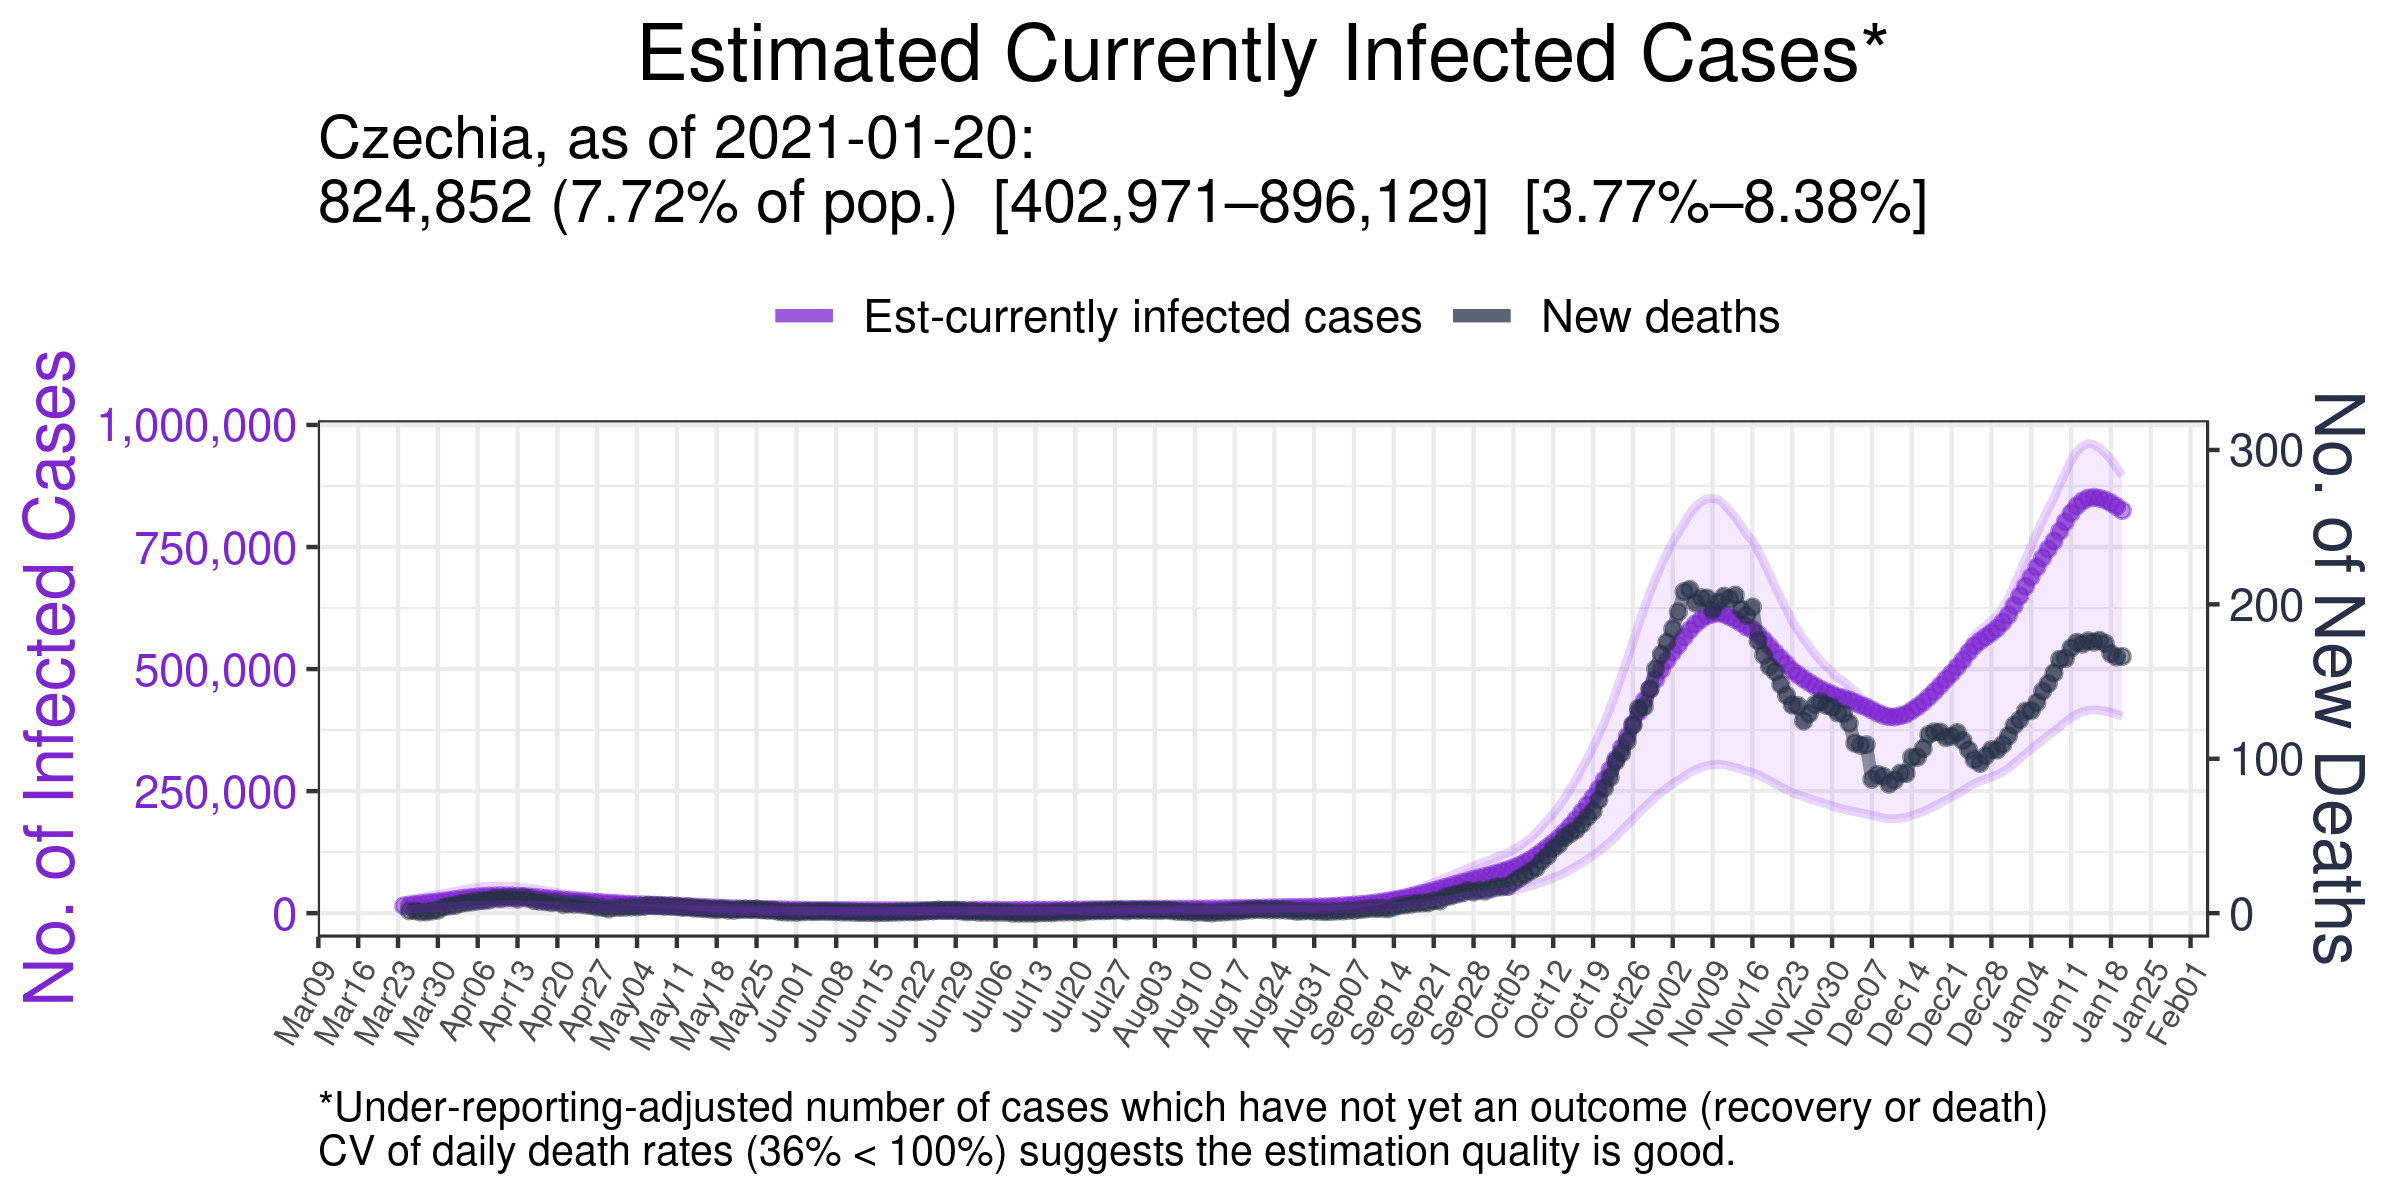 Estimated Currently Infected Cases*
Czechia, as of 2021-01-20:
824,852 (7.72% of pop.) [402,971–896,129] [3.77%–8.38%]
Est-currently infected cases
New deaths
No. of Infected Cases
1,000,000
750,000
500,000
250,000
0
No. of New Deaths
300
200
100
0
Mar09
Mar16
Mar23
Mar30
Apr06
Apr13
Apr20
Apr27
May04
May11
May18
May25
Jun01
Jun08
Jun15
Jun22
Jun29
Jul06
Jul13
Jul20
Jul27
Aug03
Aug10
Aug17
Aug24
Aug31
Sep07
Sep14
Sep21
Sep28
Oct05
Oct12
Oct19
Oct26
Nov02
Nov09
Nov16
Nov23
Nov30
Dec07
Dec14
Dec21
Dec28
Jan04
Jan11
Jan18
Jan25
Feb01
*Under-reporting-adjusted number of cases which have not yet an outcome (recovery or death)
CV of daily death rates (36% < 100%) suggests the estimation quality is good.